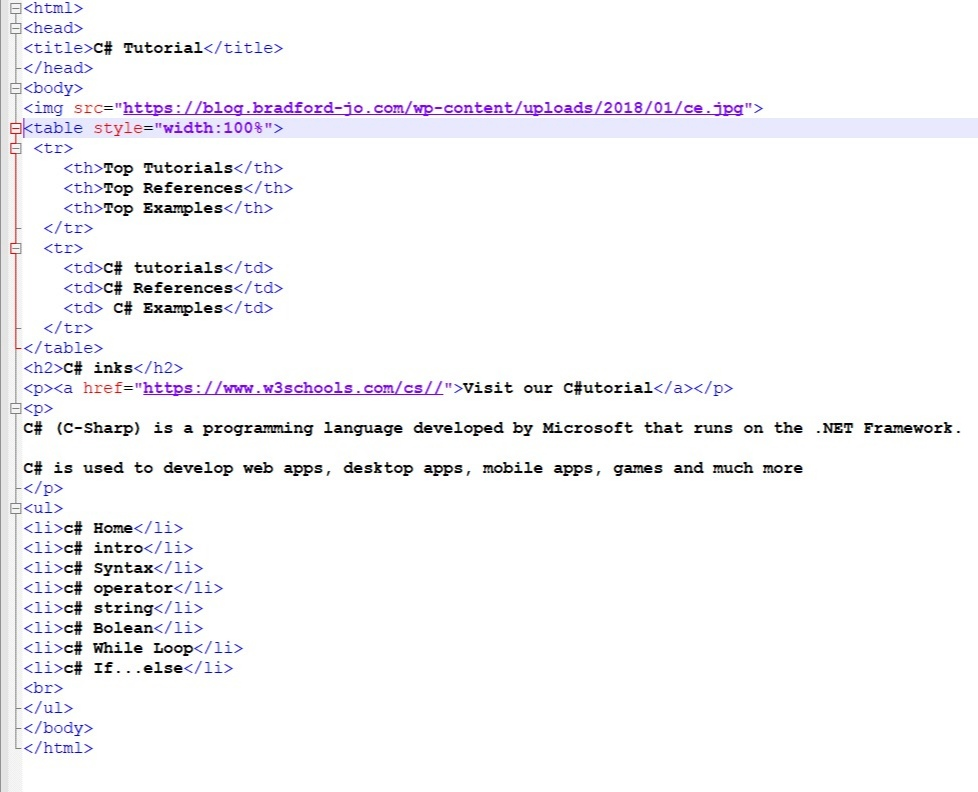 <html>
<head>
<title>C# Tutorial</title>
</head>
<body>
<img src="https://blog.bradford-jo.com/wp-content/uploads/2018/01/ce.jpg">
<table style="width:100%">
<tr>
<th>Top Tutorials</th>
<th>Top References</th>
<th>Top Examples</th>
</tr>
<tr>
<td>C# tutorials</td>
<td>C# References</td>
<td> C# Examples</td>
</tr>
</table>
<h2>C# inks</h2>
<p><a href="https://www.w3schools.com/cs//">Visit our C#utorial</a></p>
<p>
C# (C-Sharp) is a programming language developed by Microsoft that runs on the .NET Framework.
C# is used to develop web apps, desktop apps, mobile apps, games and much more
</p>
<ul>
<li>c# Home</li>
<li>c# intro</li>
<li>c# Syntax</li>
<li>c# operator</li>
<li>c# string</li>
<li>c# Bolean</li>
<li>c# While Loop</li>
<li>c# If...else</li>
<br>
</ul>
</body>
</html>